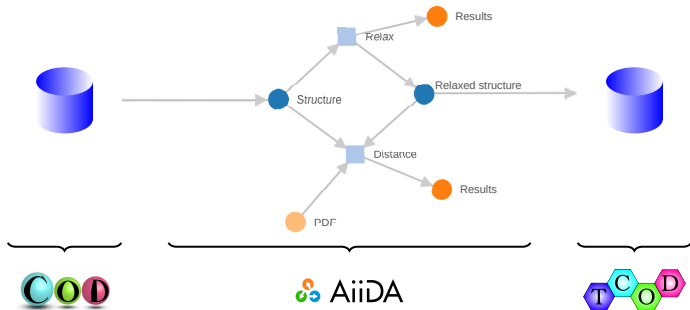 Results
Relax
Relaxed structure
Structure
Distance
Results
PDF
COD
AiiDA
TCOD